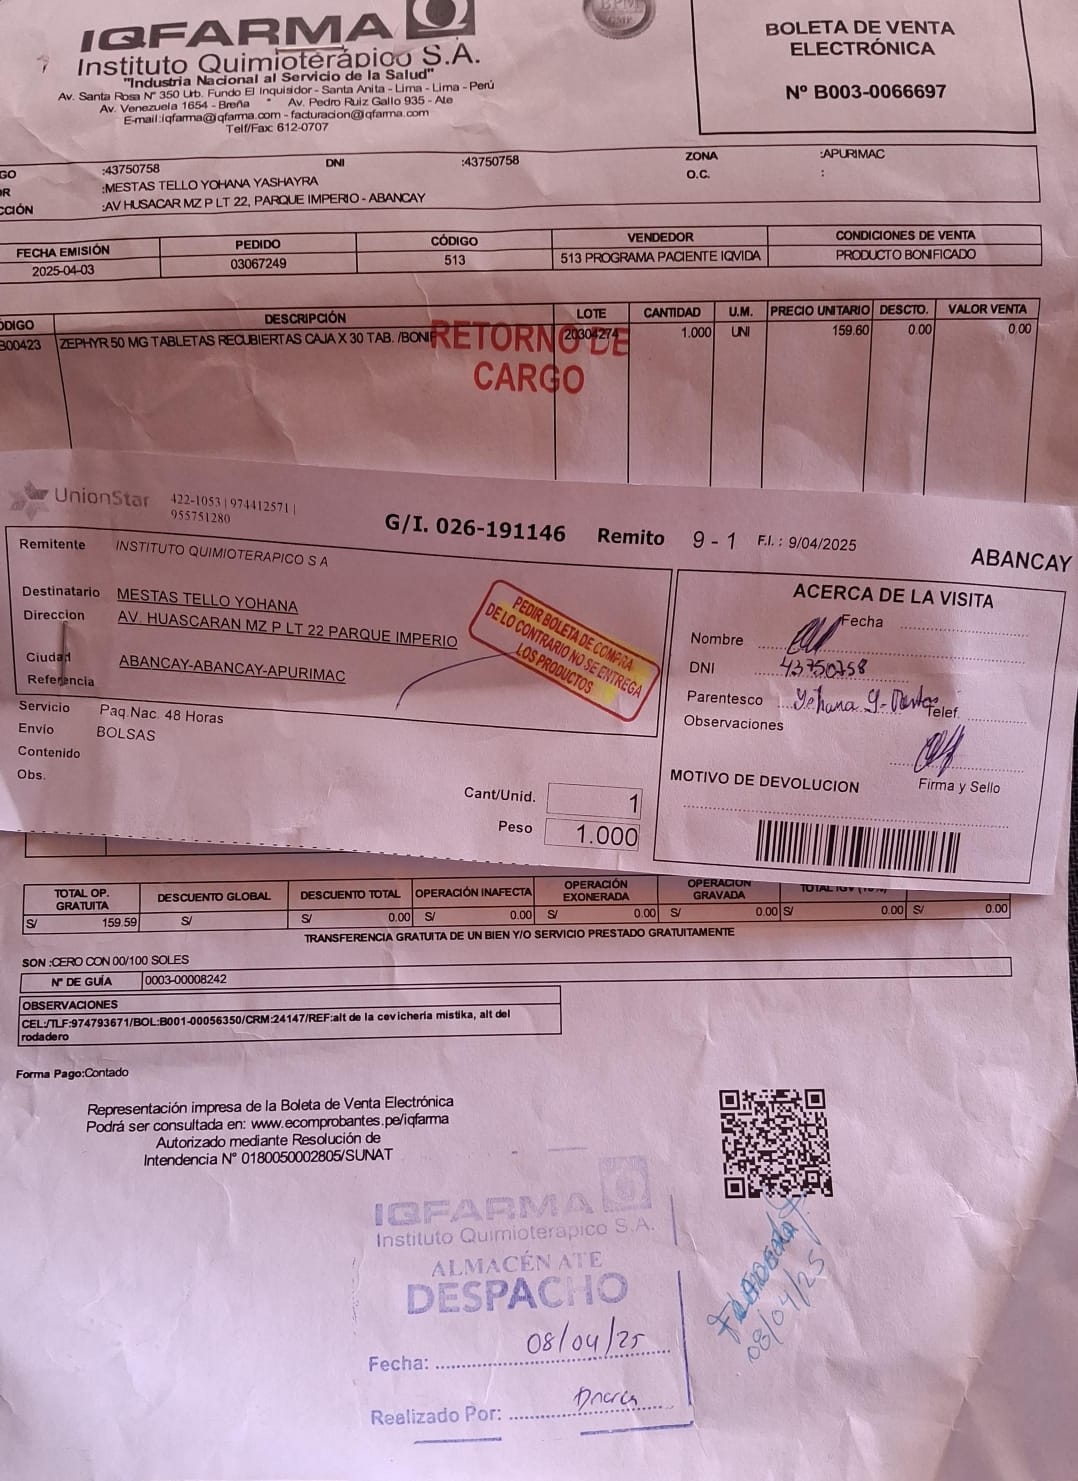 IQFARMA
Instituto Quimioterápico S.A.
"Industria Nacional al Servicio de la Salud"
Av. Santa Rosa N° 350 Urb. Fundo El Inquisidor - Santa Anita - Lima - Lima - Perú
Av. Venezuela 1654 - Breña * Av. Pedro Ruiz Gallo 935 - Ate
E-mail:iqfarma@iqfarma.com - facturacion@iqfarma.com
Telf/Fax: 612-0707
BPM
GMP
BOLETA DE VENTA
ELECTRÓNICA
N° B003-0066697
GO :43750758 DNI :43750758 ZONA :APURIMAC
R :MESTAS TELLO YOHANA YASHAYRA O.C. :
CCIÓN :AV HUSACAR MZ P LT 22, PARQUE IMPERIO - ABANCAY
FECHA EMISIÓN PEDIDO CÓDIGO VENDEDOR CONDICIONES DE VENTA
2025-04-03 03067249 513 513 PROGRAMA PACIENTE IQVIDA PRODUCTO BONIFICADO
ÓDIGO DESCRIPCIÓN LOTE CANTIDAD U.M. PRECIO UNITARIO DESCTO. VALOR VENTA
300423 ZEPHYR 50 MG TABLETAS RECUBIERTAS CAJA X 30 TAB. /BONI 20304274 1.000 UNI 159.60 0.00 0.00
RETORNO DE
CARGO
UnionStar 422-1053 | 974412571 |
955751280
G/I. 026-191146 Remito 9 - 1 F.I. : 9/04/2025 ABANCAY
Remitente INSTITUTO QUIMIOTERAPICO S A
Destinatario MESTAS TELLO YOHANA
Direccion AV. HUASCARAN MZ P LT 22 PARQUE IMPERIO
Ciudad ABANCAY-ABANCAY-APURIMAC
Referencia
PEDIR BOLETA DE COMPRA
DE LO CONTRARIO NO SE ENTREGA
LOS PRODUCTOS
Servicio Paq.Nac. 48 Horas
Envio BOLSAS
Contenido
Obs.
Cant/Unid. 1
Peso 1.000
ACERCA DE LA VISITA
Nombre Fecha
DNI 43750758
Parentesco Yohana Y. Telef.
Observaciones
MOTIVO DE DEVOLUCION Firma y Sello
TOTAL OP. GRATUITA DESCUENTO GLOBAL DESCUENTO TOTAL OPERACIÓN INAFECTA OPERACIÓN EXONERADA OPERACIÓN GRAVADA TOTAL IGV
S/ 159.59 S/ S/ 0.00 S/ 0.00 S/ 0.00 S/ 0.00 S/ 0.00 S/ 0.00
TRANSFERENCIA GRATUITA DE UN BIEN Y/O SERVICIO PRESTADO GRATUITAMENTE
SON :CERO CON 00/100 SOLES
N° DE GUÍA 0003-00008242
OBSERVACIONES
CEL:/TLF:974793671/BOL:B001-00056350/CRM:24147/REF:alt de la cevicheria mistika, alt del
rodadero
Forma Pago:Contado
Representación impresa de la Boleta de Venta Electrónica
Podrá ser consultada en: www.ecomprobantes.pe/iqfarma
Autorizado mediante Resolución de
Intendencia N° 0180050002805/SUNAT
IQFARMA
Instituto Quimioterápico S.A.
ALMACÉN ATE
DESPACHO
Fecha: 08/04/25
Realizado Por:
08/04/25